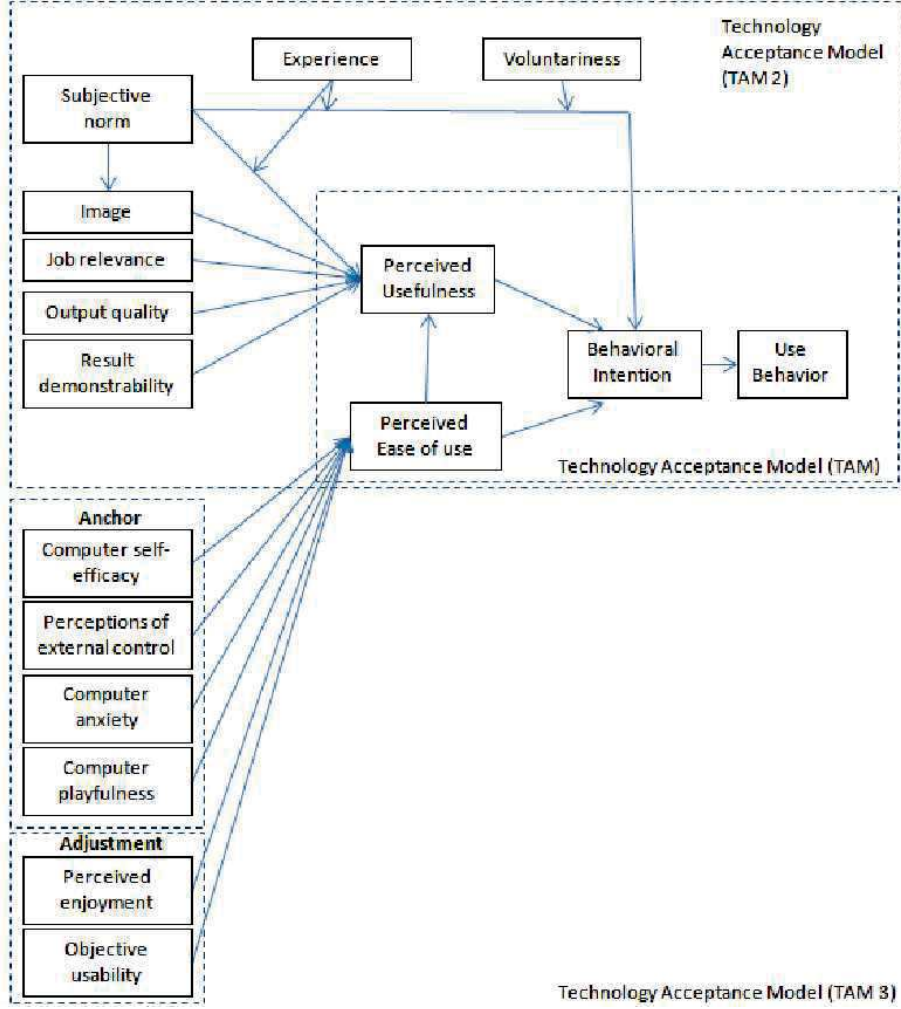 Technology
Acceptance Model
(TAM 2)
Experience
Voluntariness
Subjective
norm
Image
Job relevance
Output quality
Result
demonstrability
Perceived
Usefulness
Behavioral
Intention
Use
Behavior
Perceived
Ease of use
Technology Acceptance Model (TAM)
Anchor
Computer self-
efficacy
Perceptions of
external control
Computer
anxiety
Computer
playfulness
Adjustment
Perceived
enjoyment
Objective
usability
Technology Acceptance Model (TAM 3)